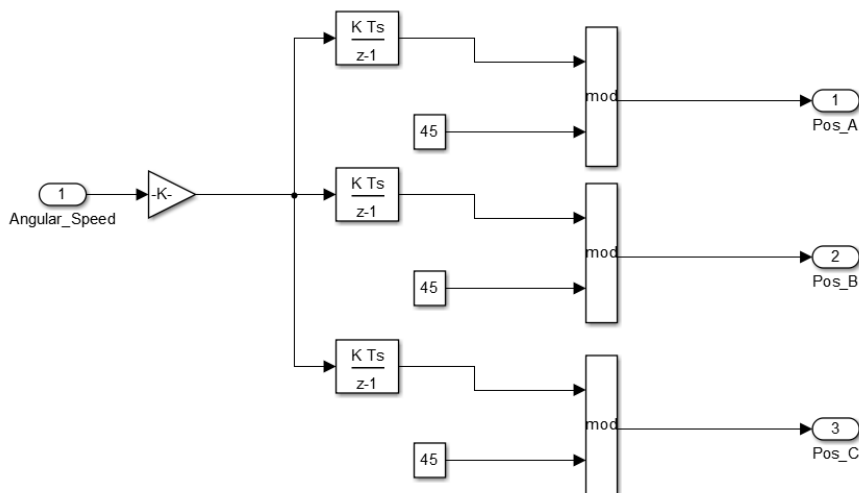 K Ts
z-1
mod
1
Pos_A
45
1
Angular_Speed
-K-
K Ts
z-1
mod
2
Pos_B
45
K Ts
z-1
mod
3
Pos_C
45